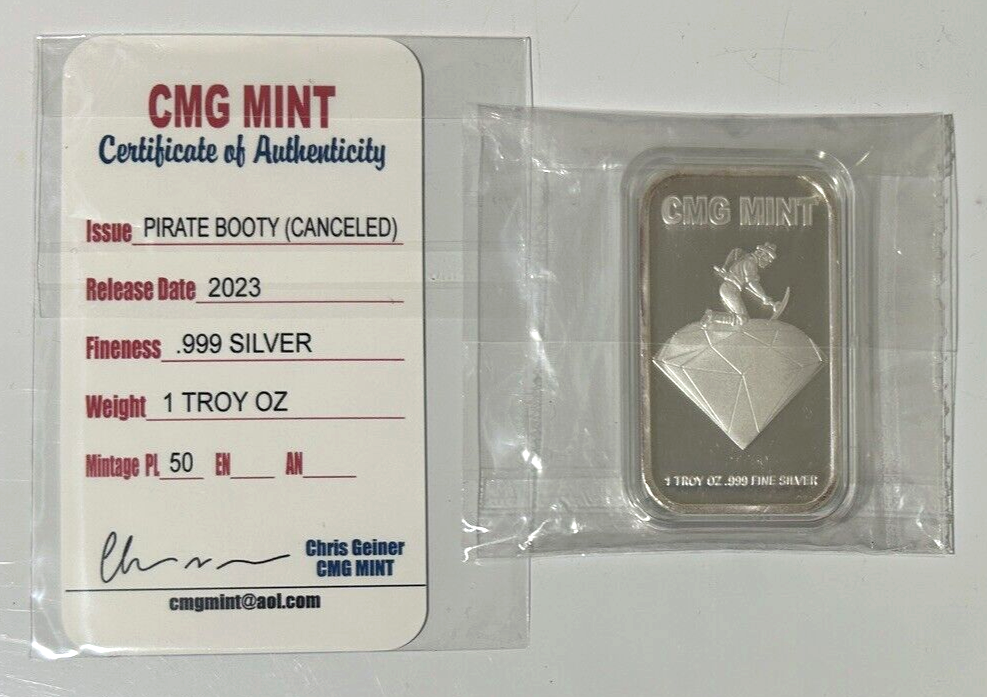 CMG MINT
Certificate of Authenticity
Issue PIRATE BOOTY (CANCELED)
Release Date 2023
Fineness .999 SILVER
Weight 1 TROY OZ
Mintage PL 50 EN AN
Chris Geiner
CMG MINT
cmgmint@aol.com
CMG MINT
1 TROY OZ .999 FINE SILVER